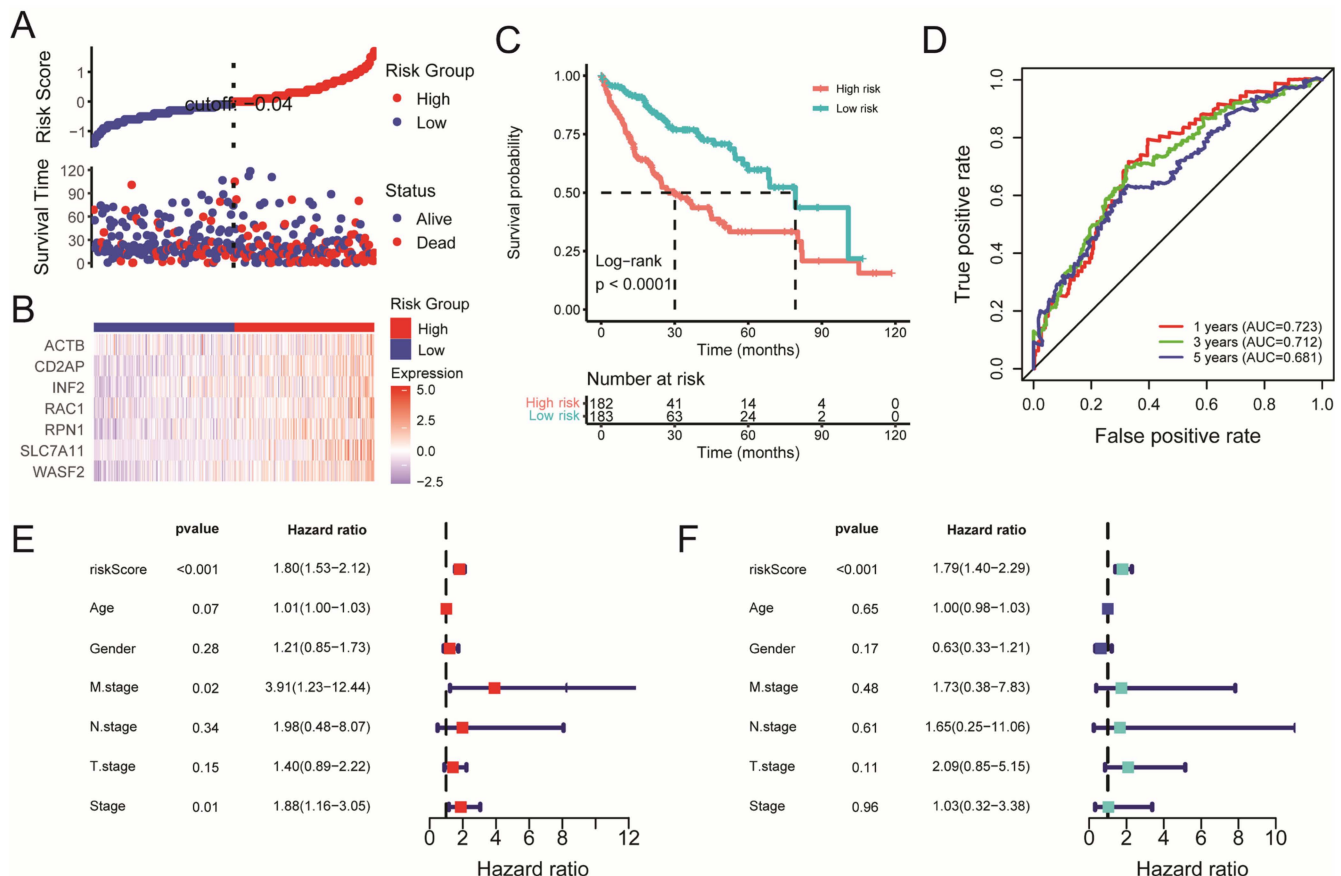 A
Risk Score
1
0
−1
cutoff: −0.04
Risk Group
High
Low
Survival Time
120
90
60
30
0
Status
Alive
Dead
B
ACTB
CD2AP
INF2
RAC1
RPN1
SLC7A11
WASF2
Risk Group
High
Low
Expression
5.0
2.5
0.0
−2.5
C
Survival probability
1.00
0.75
0.50
0.25
0.00
High risk
Low risk
Log−rank
p < 0.0001
0 30 60 90 120
Time (months)
Number at risk
High risk 182 41 14 4 0
Low risk 183 63 24 2 0
0 30 60 90 120
Time (months)
D
True positive rate
1.0
0.8
0.6
0.4
0.2
0.0
1 years (AUC=0.723)
3 years (AUC=0.712)
5 years (AUC=0.681)
0.0 0.2 0.4 0.6 0.8 1.0
False positive rate
E
pvalue Hazard ratio
riskScore <0.001 1.80(1.53−2.12)
Age 0.07 1.01(1.00−1.03)
Gender 0.28 1.21(0.85−1.73)
M.stage 0.02 3.91(1.23−12.44)
N.stage 0.34 1.98(0.48−8.07)
T.stage 0.15 1.40(0.89−2.22)
Stage 0.01 1.88(1.16−3.05)
0 2 4 6 8 12
Hazard ratio
F
pvalue Hazard ratio
riskScore <0.001 1.79(1.40−2.29)
Age 0.65 1.00(0.98−1.03)
Gender 0.17 0.63(0.33−1.21)
M.stage 0.48 1.73(0.38−7.83)
N.stage 0.61 1.65(0.25−11.06)
T.stage 0.11 2.09(0.85−5.15)
Stage 0.96 1.03(0.32−3.38)
0 2 4 6 8 10
Hazard ratio